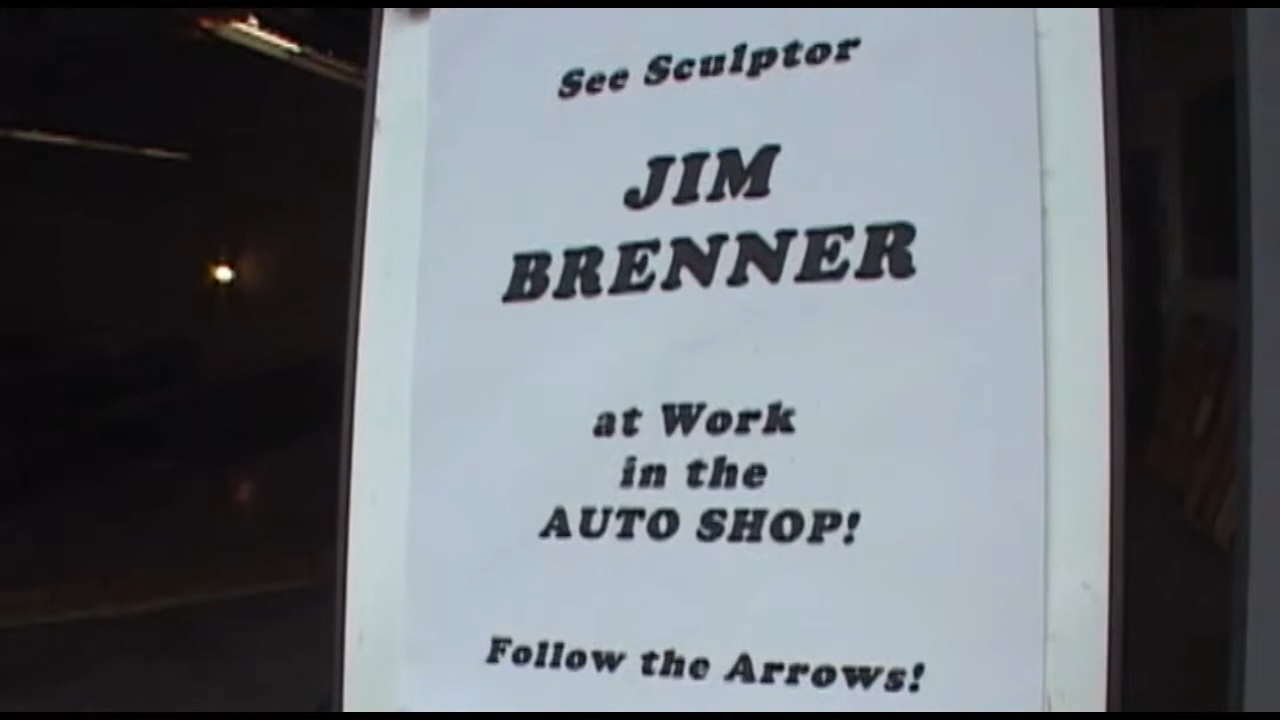 See Sculptor
JIM
BRENNER
at Work
in the
AUTO SHOP!
Follow the Arrows!